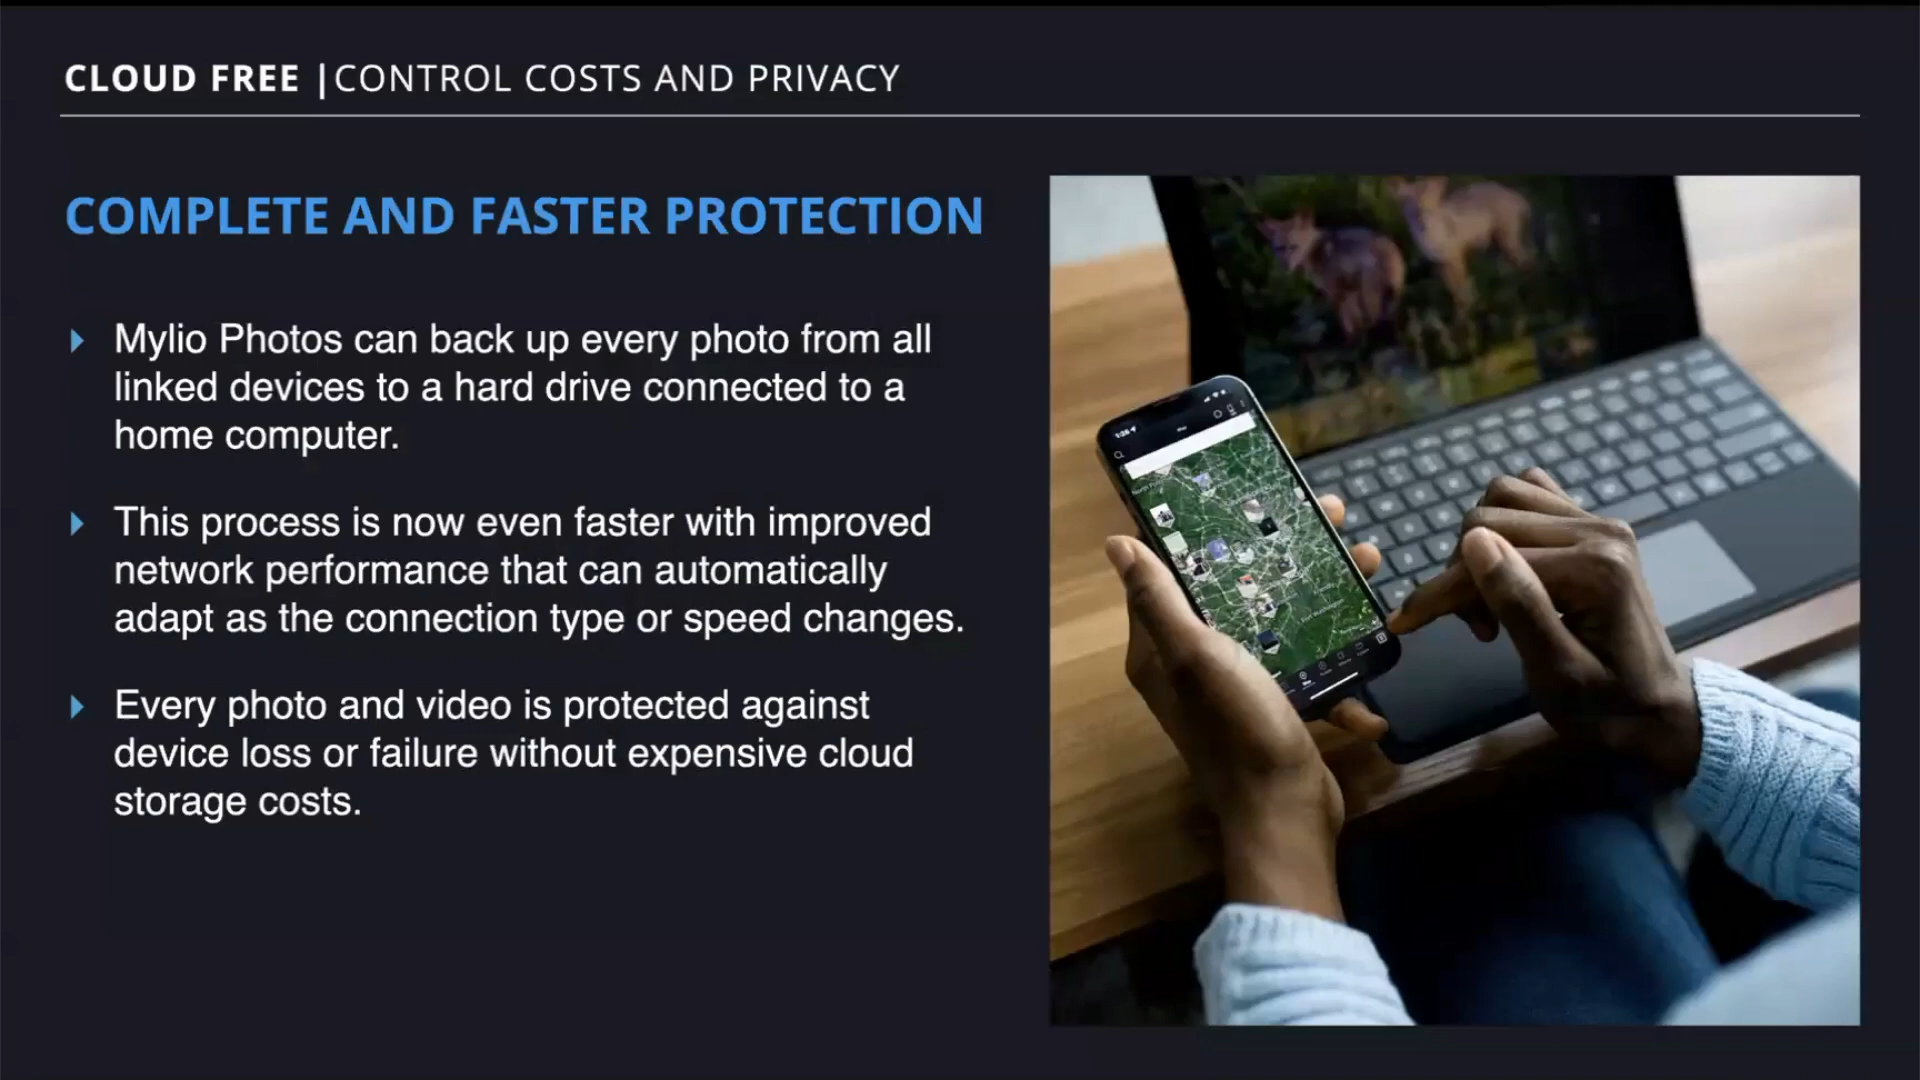 CLOUD FREE | CONTROL COSTS AND PRIVACY
COMPLETE AND FASTER PROTECTION
Mylio Photos can back up every photo from all
linked devices to a hard drive connected to a
home computer.
This process is now even faster with improved
network performance that can automatically
adapt as the connection type or speed changes.
Every photo and video is protected against
device loss or failure without expensive cloud
storage costs.